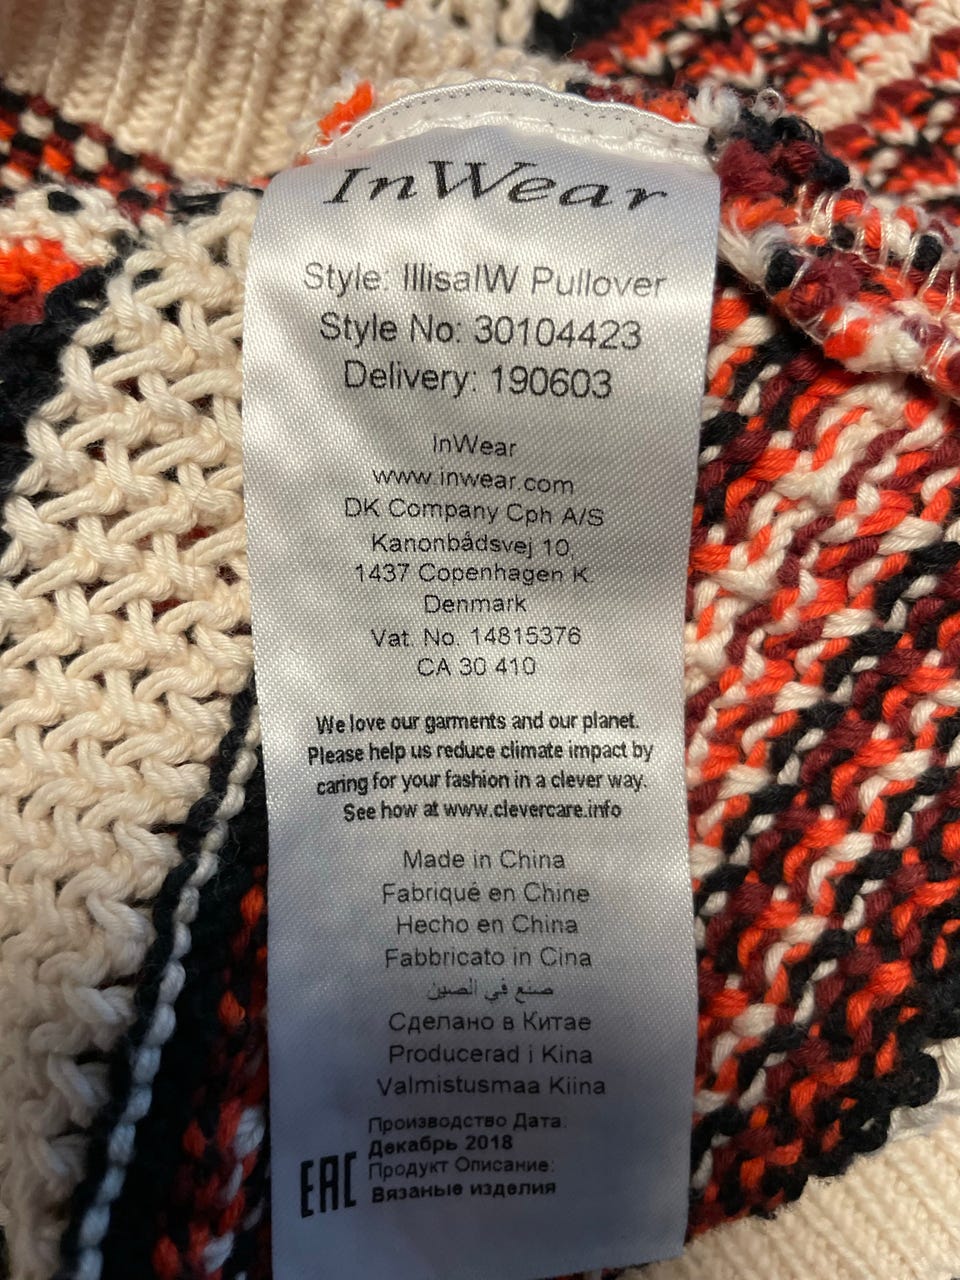 InWear
Style: IllisaIW Pullover
Style No: 30104423
Delivery: 190603
InWear
www.inwear.com
DK Company Cph A/S
Kanonbådsvej 10,
1437 Copenhagen K.
Denmark
Vat. No. 14815376
CA 30 410
We love our garments and our planet.
Please help us reduce climate impact by
caring for your fashion in a clever way.
See how at www.clevercare.info
Made in China
Fabriqué en Chine
Hecho en China
Fabbricato in Cina
صنع في الصين
Сделано в Китае
Producerad i Kina
Valmistusmaa Kiina
Производство Дата:
Декабрь 2018
Продукт Описание:
Вязаные изделия
EAC